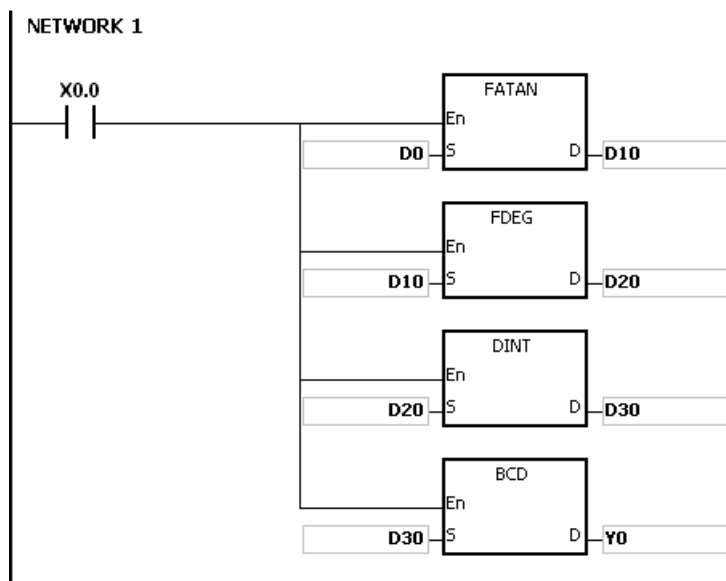 NETWORK 1
X0.0
FATAN
En
D0 S D D10
FDEG
En
D10 S D D20
DINT
En
D20 S D D30
BCD
En
D30 S D Y0